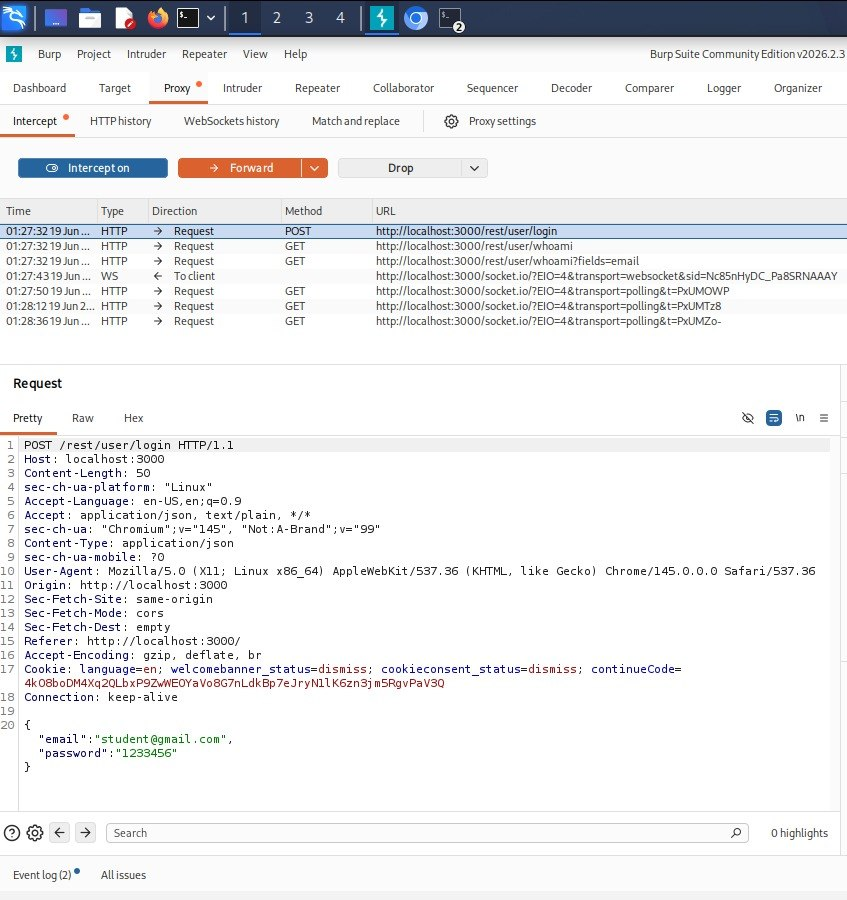 1 2 3 4 2
Burp Project Intruder Repeater View Help Burp Suite Community Edition v2026.2.3
Dashboard Target Proxy Intruder Repeater Collaborator Sequencer Decoder Comparer Logger Organizer
Intercept HTTP history WebSockets history Match and replace Proxy settings
Intercept on Forward Drop
Time Type Direction Method URL
01:27:32 19 Jun ... HTTP → Request POST http://localhost:3000/rest/user/login
01:27:32 19 Jun ... HTTP → Request GET http://localhost:3000/rest/user/whoami
01:27:32 19 Jun ... HTTP → Request GET http://localhost:3000/rest/user/whoami?fields=email
01:27:43 19 Jun ... WS ← To client http://localhost:3000/socket.io/?EIO=4&transport=websocket&sid=Nc85nHyDC_Pa8SRNAAAY
01:27:50 19 Jun ... HTTP → Request GET http://localhost:3000/socket.io/?EIO=4&transport=polling&t=PxUMOWP
01:28:12 19 Jun 2... HTTP → Request GET http://localhost:3000/socket.io/?EIO=4&transport=polling&t=PxUMTz8
01:28:36 19 Jun ... HTTP → Request GET http://localhost:3000/socket.io/?EIO=4&transport=polling&t=PxUMZo-
Request
Pretty Raw Hex \n
1 POST /rest/user/login HTTP/1.1
2 Host: localhost:3000
3 Content-Length: 50
4 sec-ch-ua-platform: "Linux"
5 Accept-Language: en-US,en;q=0.9
6 Accept: application/json, text/plain, */*
7 sec-ch-ua: "Chromium";v="145", "Not:A-Brand";v="99"
8 Content-Type: application/json
9 sec-ch-ua-mobile: ?0
10 User-Agent: Mozilla/5.0 (X11; Linux x86_64) AppleWebKit/537.36 (KHTML, like Gecko) Chrome/145.0.0.0 Safari/537.36
11 Origin: http://localhost:3000
12 Sec-Fetch-Site: same-origin
13 Sec-Fetch-Mode: cors
14 Sec-Fetch-Dest: empty
15 Referer: http://localhost:3000/
16 Accept-Encoding: gzip, deflate, br
17 Cookie: language=en; welcomebanner_status=dismiss; cookieconsent_status=dismiss; continueCode=
4kO8boDM4Xq2QLbxP9ZwWEOYaVo8G7nLdkBp7eJryN1lK6zn3jm5RgvPaV3Q
18 Connection: keep-alive
19
20 {
"email":"student@gmail.com",
"password":"1233456"
}
Search 0 highlights
Event log (2) All issues